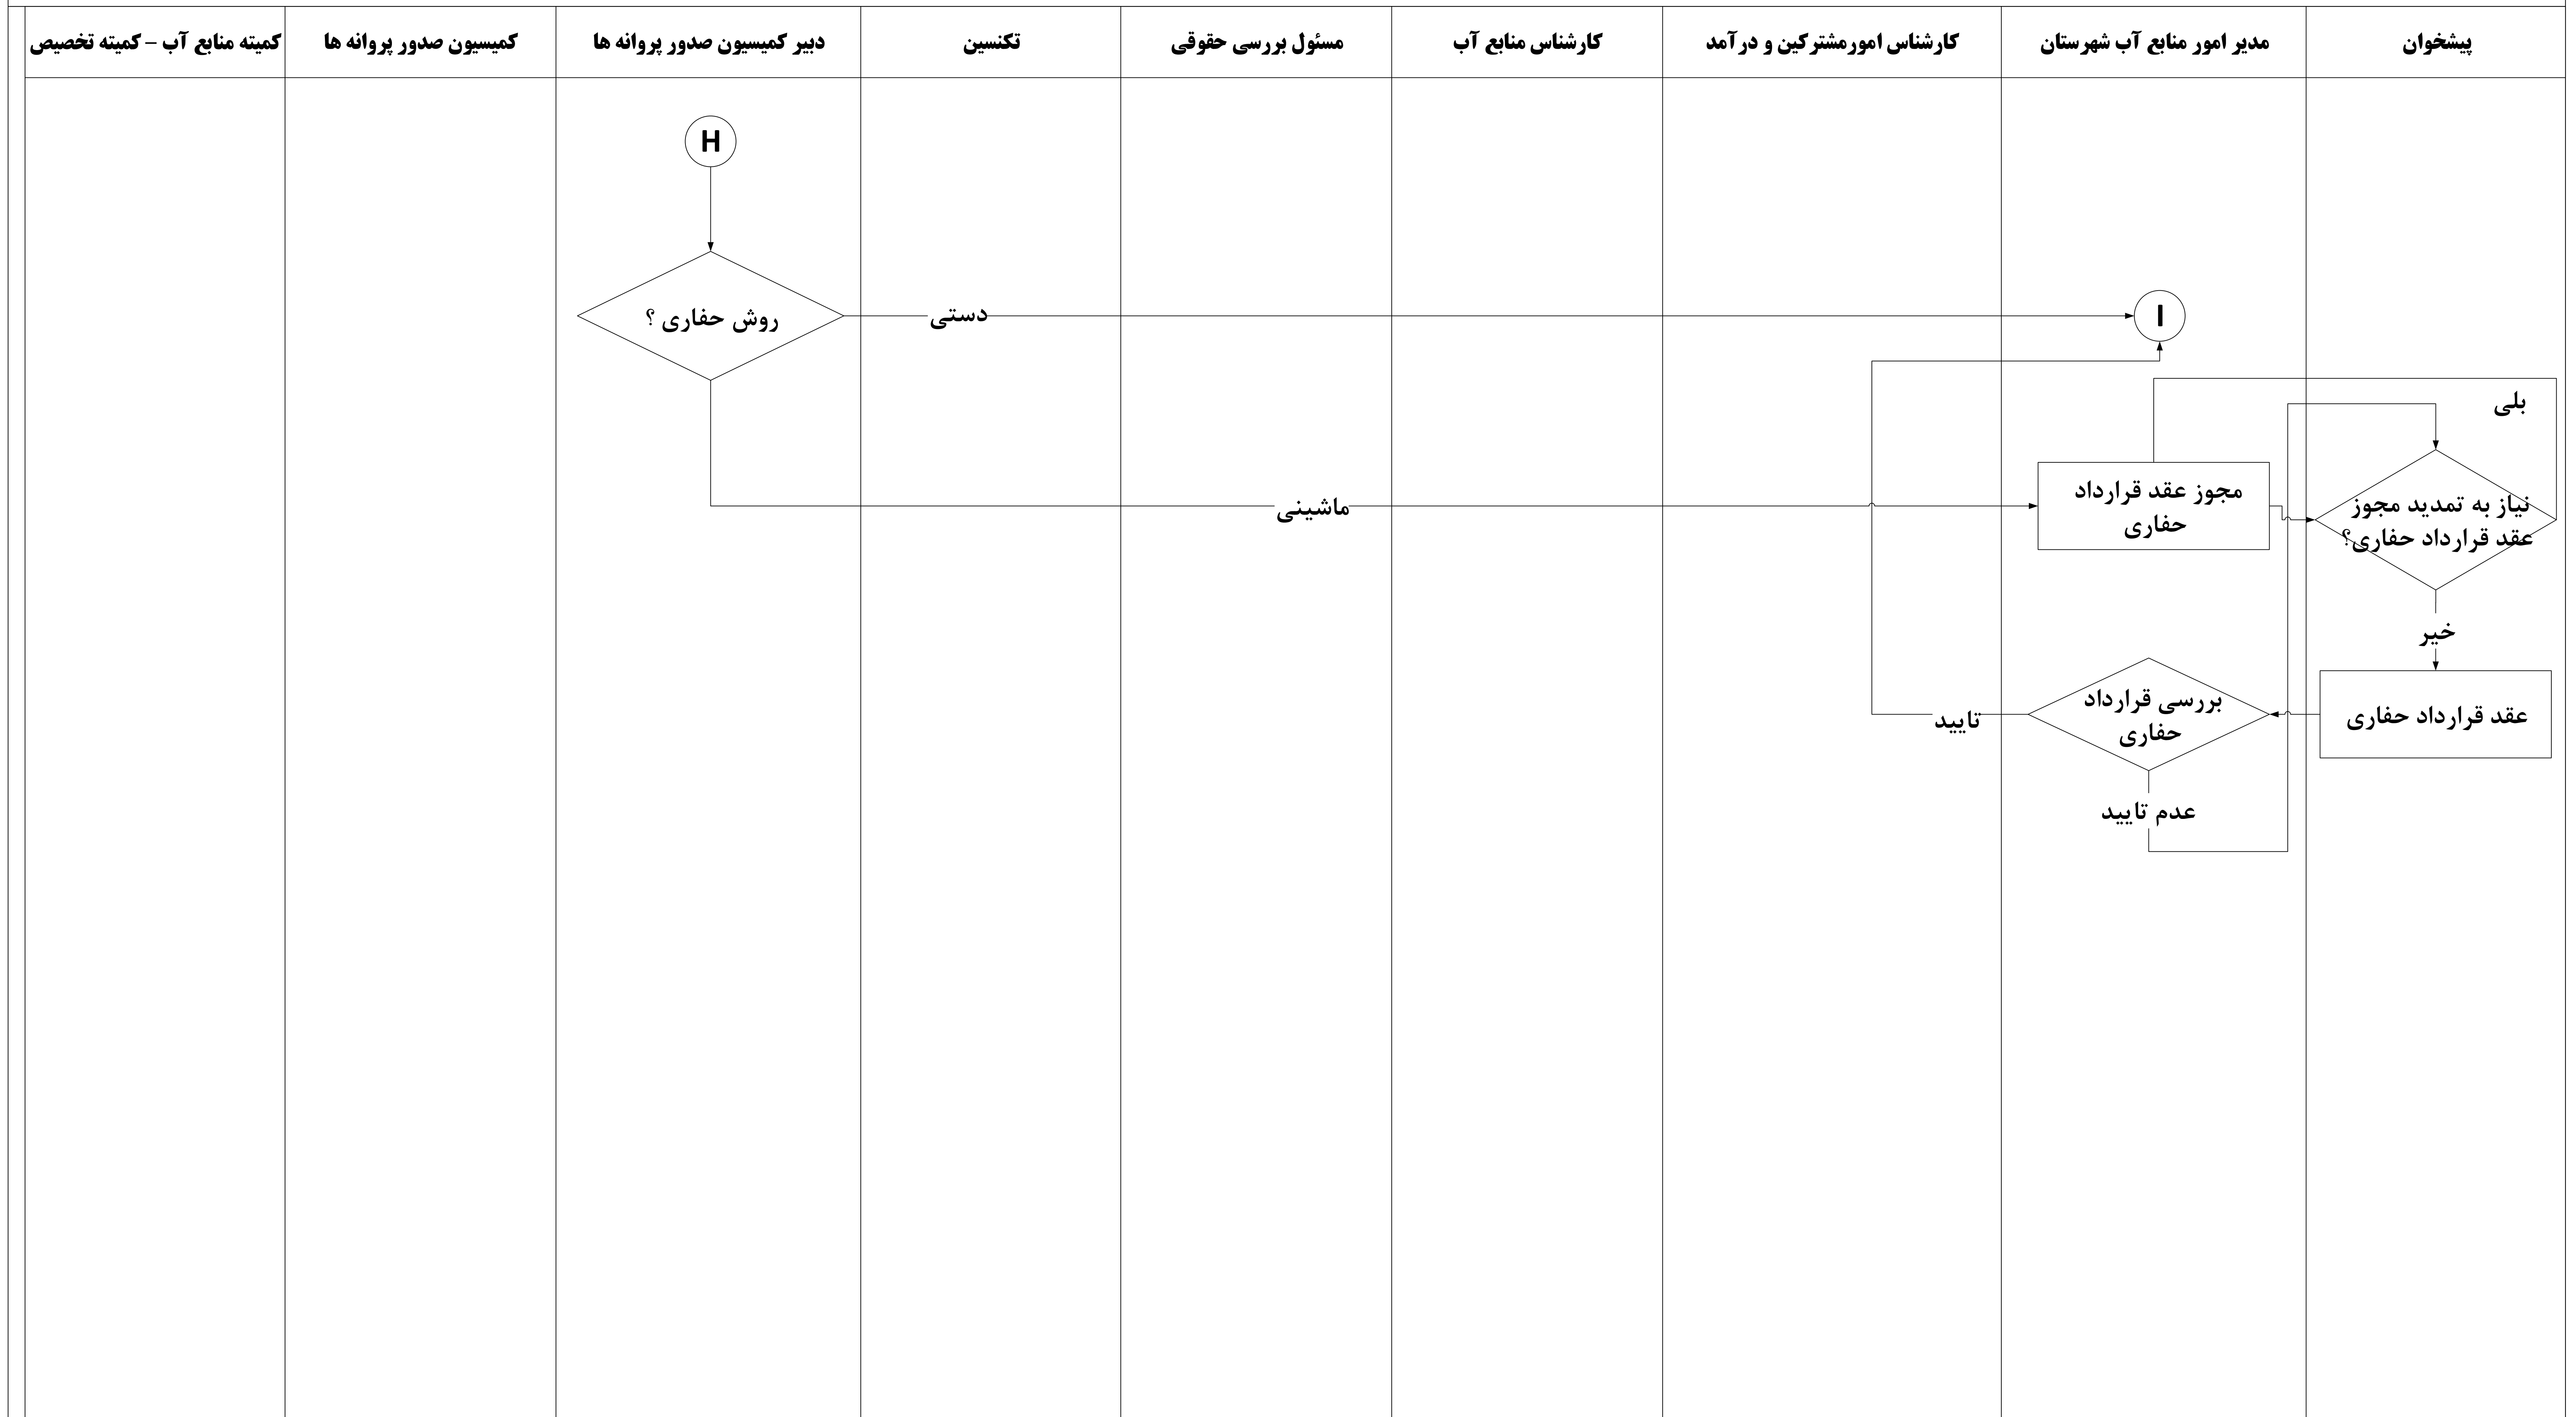 پیشخوان
مدیر امور منابع آب شهرستان
کارشناس امورمشترکین و درآمد
کارشناس منابع آب
مسئول بررسی حقوقی
تکنسین
دبیر کمیسیون صدور پروانه ها
کمیسیون صدور پروانه ها
کمیته منابع آب – کمیته تخصیص
H
روش حفاری ؟
دستی
I
بلی
ماشینی
مجوز عقد قرارداد
حفاری
نیاز به تمدید مجوز
عقد قرارداد حفاری؟
خیر
عقد قرارداد حفاری
بررسی قرارداد
حفاری
تایید
عدم تایید